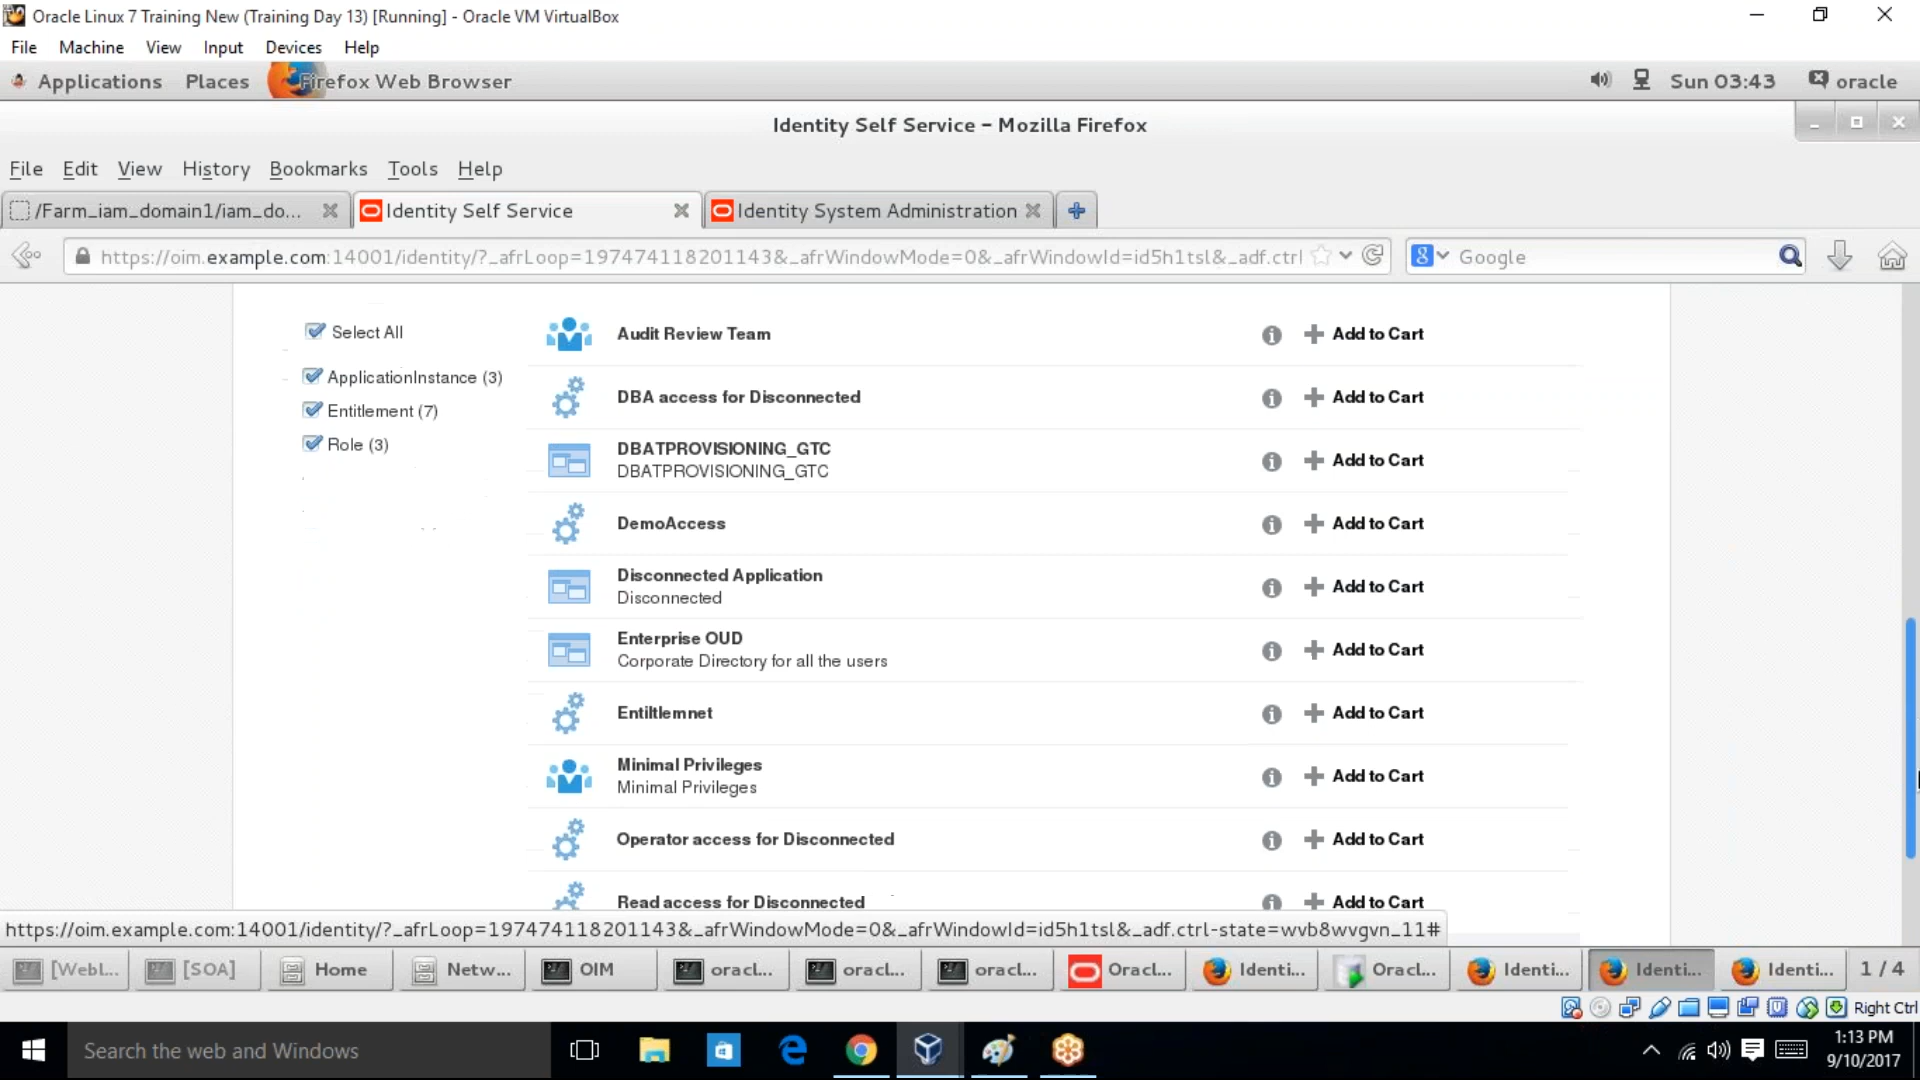 Oracle Linux 7 Training New (Training Day 13) [Running] - Oracle VM VirtualBox
File Machine View Input Devices Help
Applications Places Firefox Web Browser Sun 03:43 oracle
Identity Self Service - Mozilla Firefox
File Edit View History Bookmarks Tools Help
/Farm_iam_domain1/iam_do... Identity Self Service Identity System Administration
https://oim.example.com:14001/identity/?_afrLoop=1974741118201143&_afrWindowMode=0&_afrWindowId=id5h1tsl&_adf.ctrl Google
Select All
ApplicationInstance (3)
Entitlement (7)
Role (3)
Audit Review Team Add to Cart
DBA access for Disconnected Add to Cart
DBATPROVISIONING_GTC Add to Cart
DBATPROVISIONING_GTC
DemoAccess Add to Cart
Disconnected Application Add to Cart
Disconnected
Enterprise OUD Add to Cart
Corporate Directory for all the users
Entiltlemnet Add to Cart
Minimal Privileges Add to Cart
Minimal Privileges
Operator access for Disconnected Add to Cart
Read access for Disconnected Add to Cart
https://oim.example.com:14001/identity/?_afrLoop=1974741118201143&_afrWindowMode=0&_afrWindowId=id5h1tsl&_adf.ctrl-state=wvb8wvgvn_11#
[WebL... [SOA] Home Netw... OIM oracl... oracl... oracl... Oracl... Identi... Oracl... Identi... Identi... Identi... 1 / 4
Right Ctrl
Search the web and Windows
1:13 PM
9/10/2017